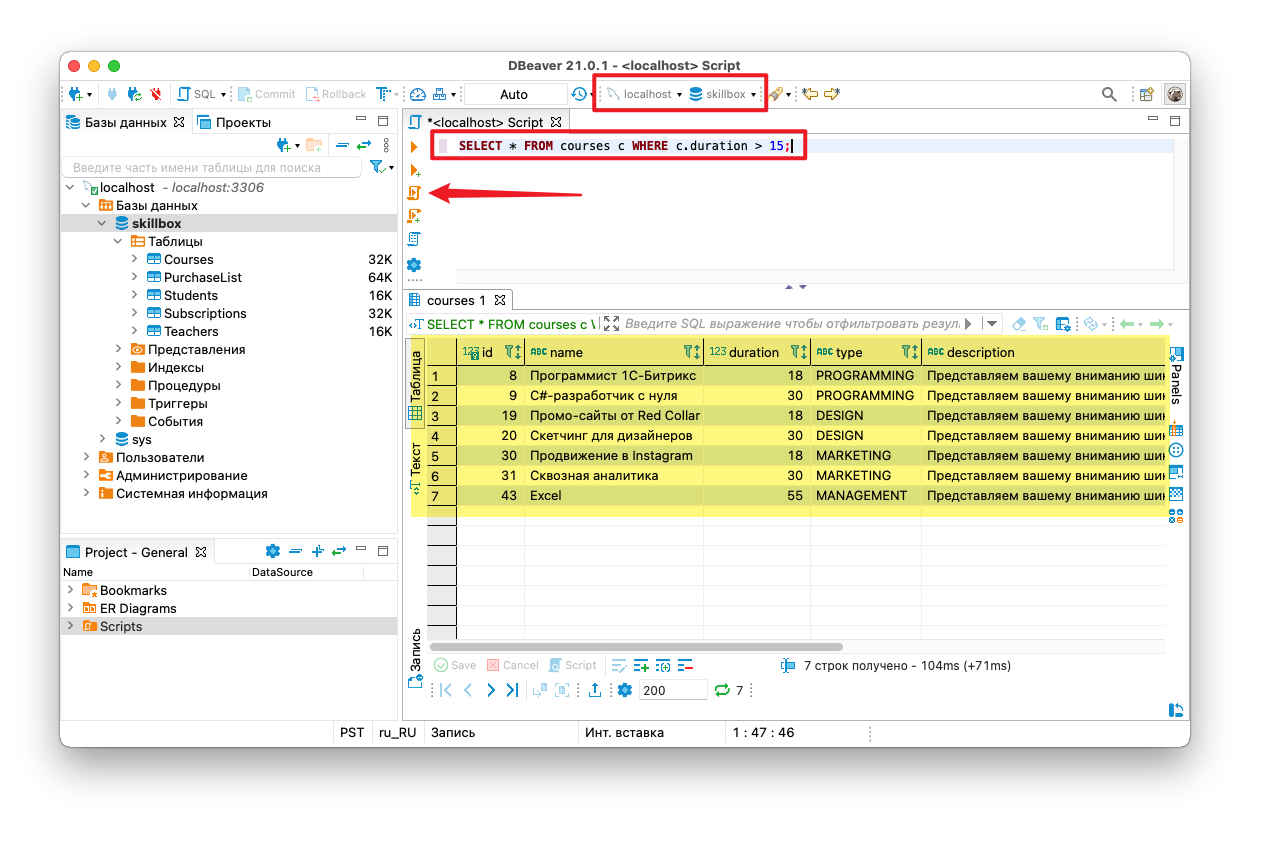 DBeaver 21.0.1 - <localhost> Script
SQL Commit Rollback T Auto localhost skillbox
Базы данных Проекты
Введите часть имени таблицы для поиска
localhost - localhost:3306
Базы данных
skillbox
Таблицы
Courses 32K
PurchaseList 64K
Students 16K
Subscriptions 32K
Teachers 16K
Представления
Индексы
Процедуры
Триггеры
События
sys
Пользователи
Администрирование
Системная информация
Project - General
Name DataSource
Bookmarks
ER Diagrams
Scripts
*<localhost> Script
SELECT * FROM courses c WHERE c.duration > 15;
courses 1
SELECT * FROM courses c Введите SQL выражение чтобы отфильтровать
Таблица
Текст
Запись
123 id ABC name 123 duration ABC type ABC description
1 8 Программист 1С-Битрикс 18 PROGRAMMING Представляем вашему вниманию
2 9 C#-разработчик с нуля 30 PROGRAMMING Представляем вашему вниманию
3 19 Промо-сайты от Red Collar 18 DESIGN Представляем вашему вниманию
4 20 Скетчинг для дизайнеров 30 DESIGN Представляем вашему вниманию
5 30 Продвижение в Instagram 18 MARKETING Представляем вашему вниманию
6 31 Сквозная аналитика 30 MARKETING Представляем вашему вниманию
7 43 Excel 55 MANAGEMENT Представляем вашему вниманию
Panels
Save Cancel Script 7 строк получено - 104ms (+71ms)
200 7
PST ru_RU Запись Инт. вставка 1 : 47 : 46